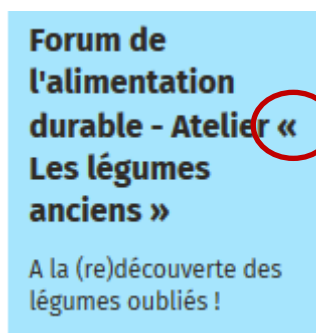 Forum de
l'alimentation
durable - Atelier «
Les légumes
anciens »
A la (re)découverte des
légumes oubliés !